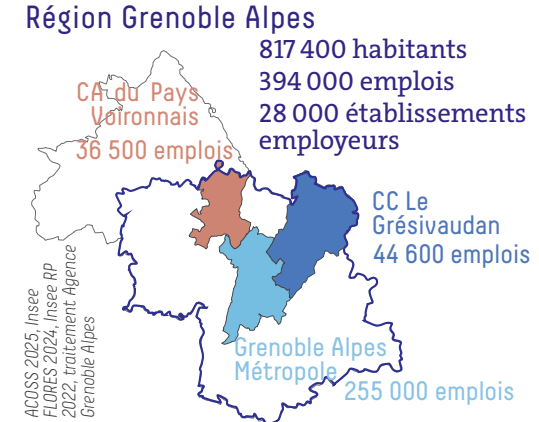 Région Grenoble Alpes
817 400 habitants
394 000 emplois
28 000 établissements
employeurs
CA du Pays
Voironnais
36 500 emplois
CC Le
Grésivaudan
44 600 emplois
Grenoble Alpes
Métropole
255 000 emplois
ACOSS 2025, Insee
FLORES 2024, Insee RP
2022, traitement Agence
Grenoble Alpes